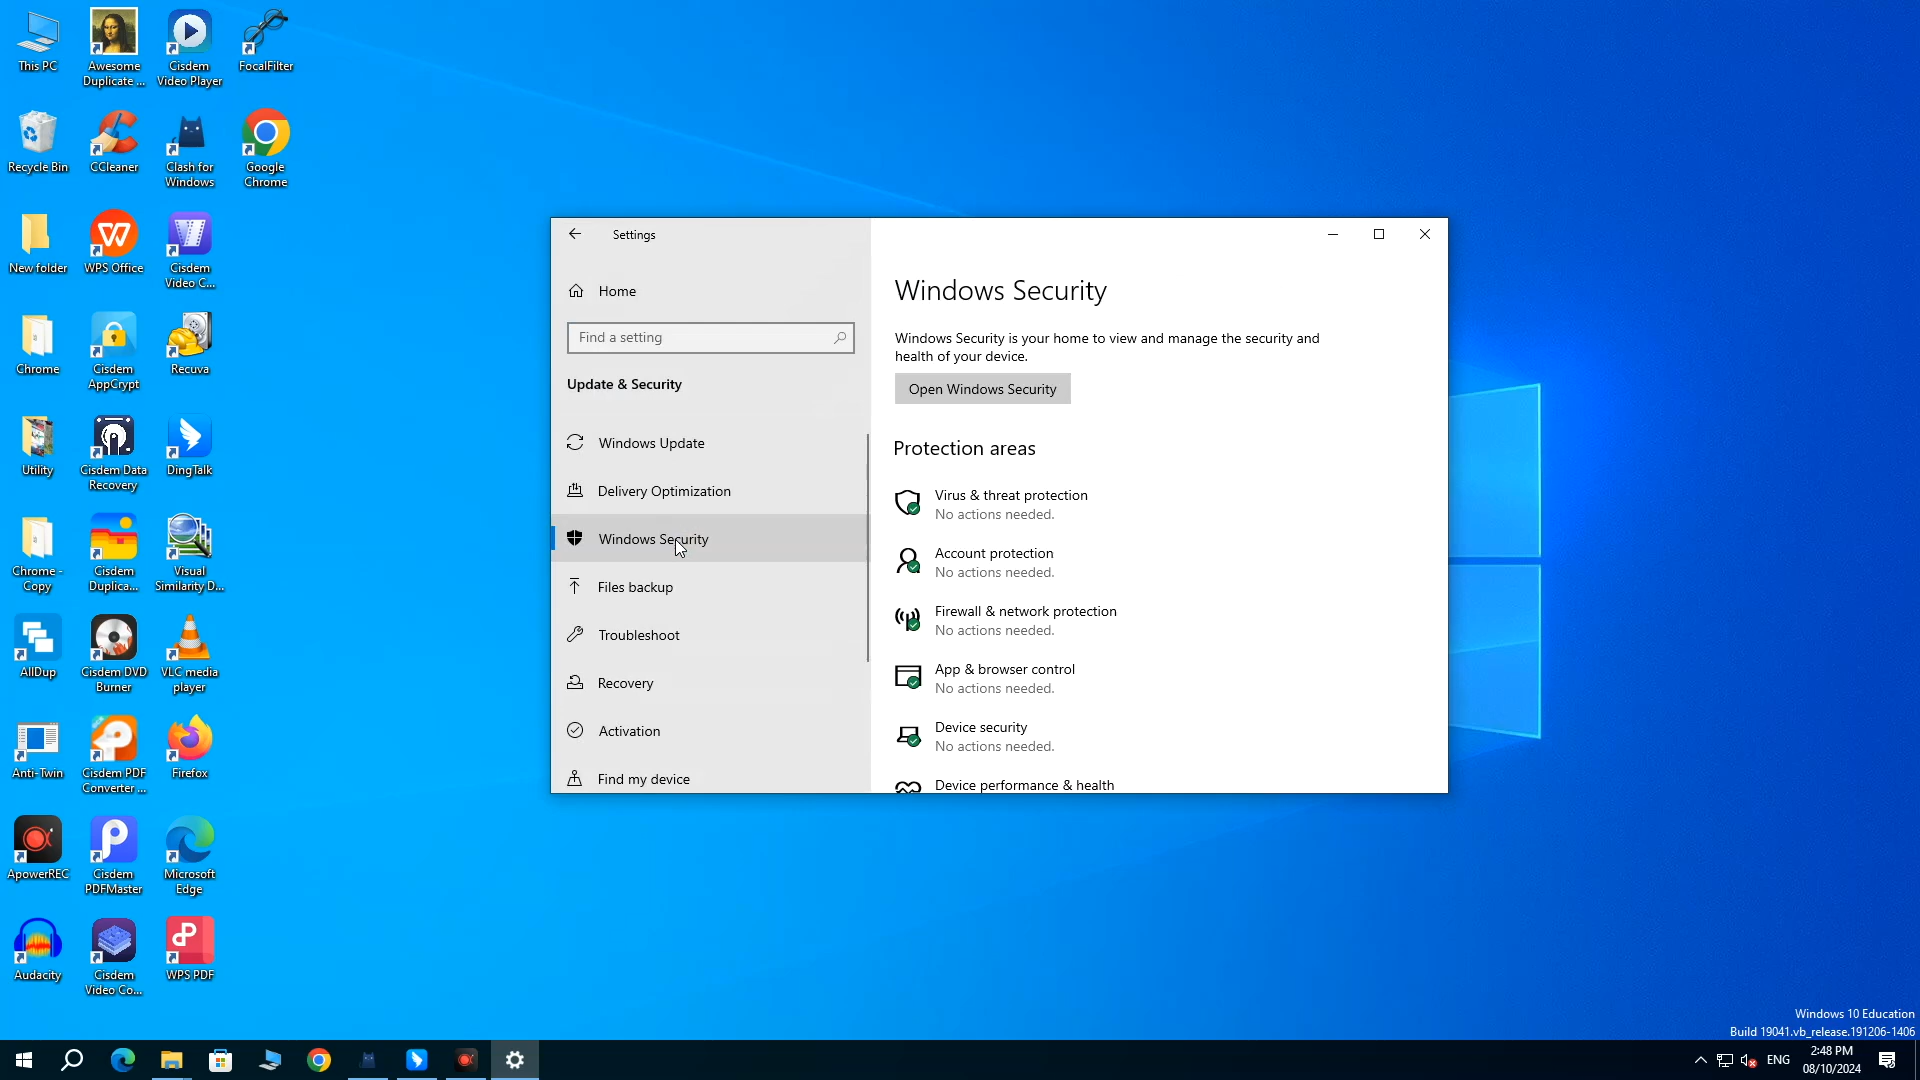 This PC
Awesome
Duplicate ...
Cisdem
Video Player
FocalFilter
Recycle Bin
CCleaner
Clash for
Windows
Google
Chrome
New folder
WPS Office
Cisdem
Video C...
Chrome
Cisdem
AppCrypt
Recuva
Utility
Cisdem Data
Recovery
DingTalk
Chrome -
Copy
Cisdem
Duplica...
Visual
Similarity D...
AllDup
Cisdem DVD
Burner
VLC media
player
Anti-Twin
Cisdem PDF
Converter ...
Firefox
ApowerREC
Cisdem
PDFMaster
Microsoft
Edge
Audacity
Cisdem
Video Co...
WPS PDF
Settings
Home
Find a setting
Update & Security
Windows Update
Delivery Optimization
Windows Security
Files backup
Troubleshoot
Recovery
Activation
Find my device
Windows Security
Windows Security is your home to view and manage the security and
health of your device.
Open Windows Security
Protection areas
Virus & threat protection
No actions needed.
Account protection
No actions needed.
Firewall & network protection
No actions needed.
App & browser control
No actions needed.
Device security
No actions needed.
Device performance & health
Windows 10 Education
Build 19041.vb_release.191206-1406
ENG
2:48 PM
08/10/2024